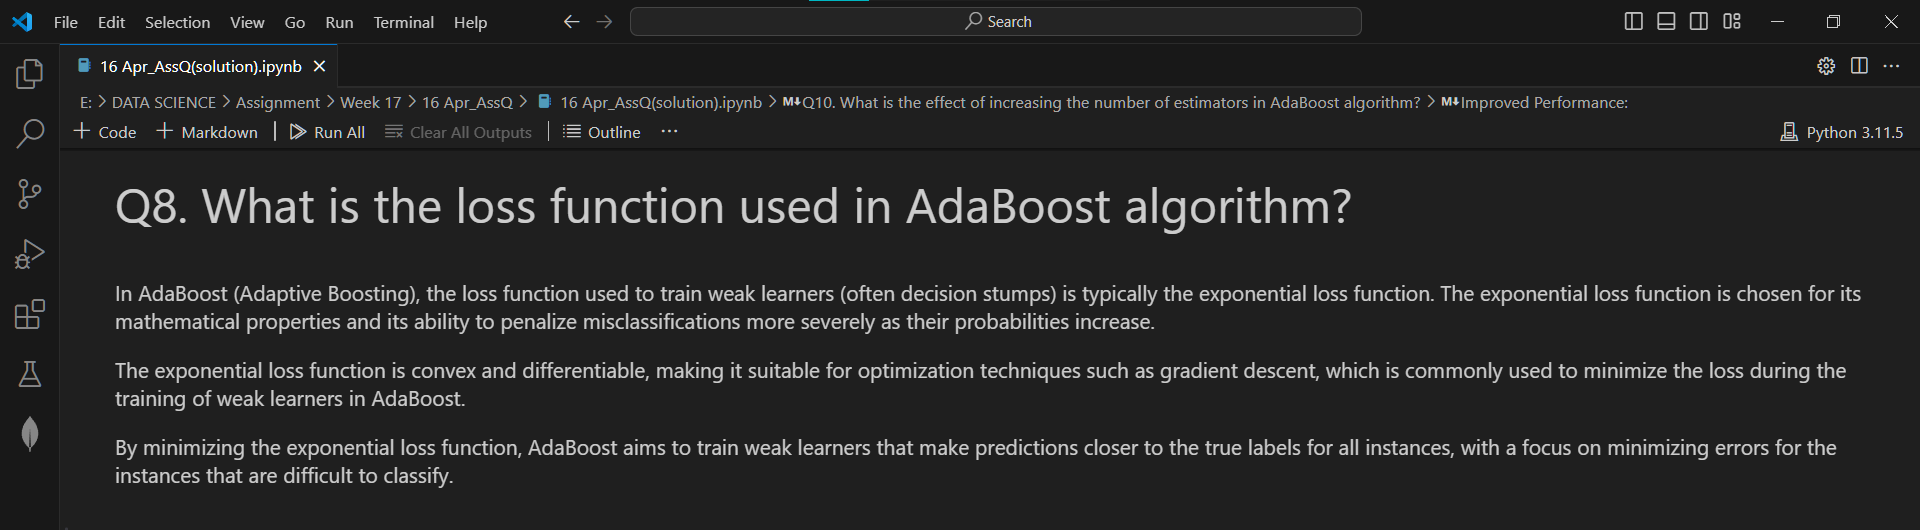 File Edit Selection View Go Run Terminal Help
Search
16 Apr_AssQ(solution).ipynb
E: > DATA SCIENCE > Assignment > Week 17 > 16 Apr_AssQ > 16 Apr_AssQ(solution).ipynb > M↓Q10. What is the effect of increasing the number of estimators in AdaBoost algorithm? > M↓Improved Performance:
+ Code + Markdown | Run All Clear All Outputs | Outline ···
Python 3.11.5
Q8. What is the loss function used in AdaBoost algorithm?
In AdaBoost (Adaptive Boosting), the loss function used to train weak learners (often decision stumps) is typically the exponential loss function. The exponential loss function is chosen for its
mathematical properties and its ability to penalize misclassifications more severely as their probabilities increase.
The exponential loss function is convex and differentiable, making it suitable for optimization techniques such as gradient descent, which is commonly used to minimize the loss during the
training of weak learners in AdaBoost.
By minimizing the exponential loss function, AdaBoost aims to train weak learners that make predictions closer to the true labels for all instances, with a focus on minimizing errors for the
instances that are difficult to classify.